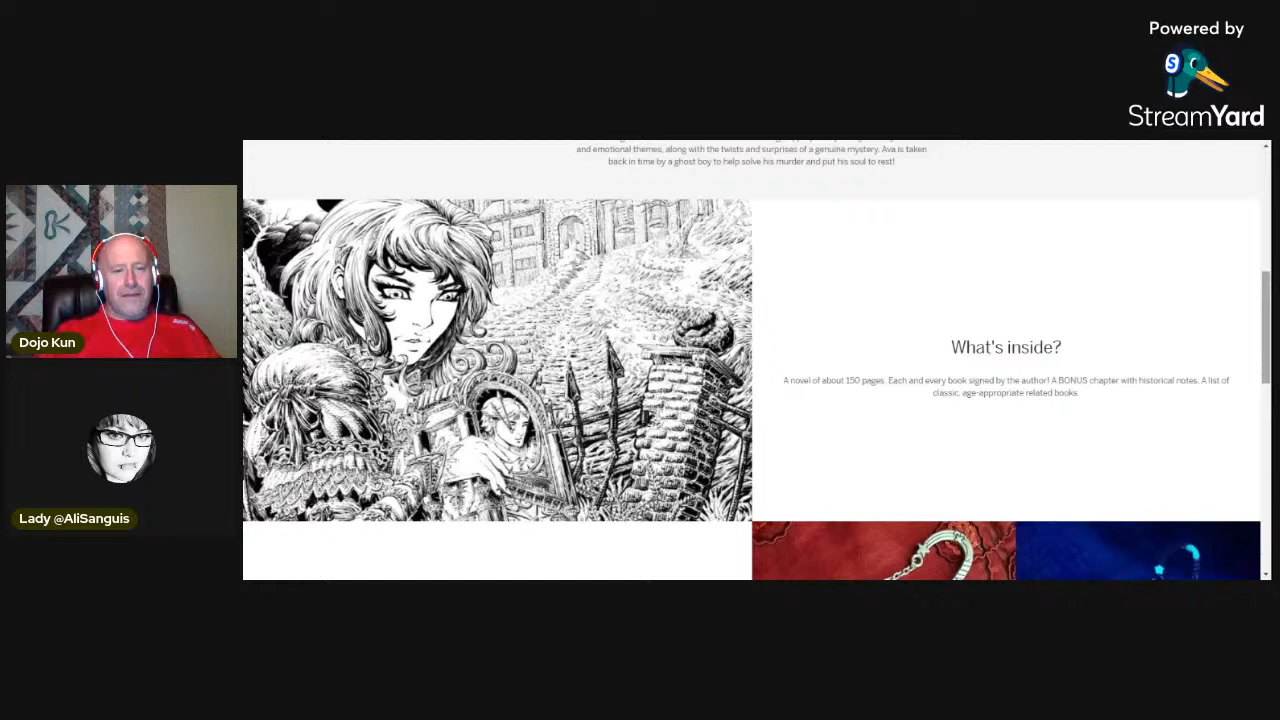 Powered by
StreamYard
and emotional themes, along with the twists and surprises of a genuine mystery. Ava is taken
back in time by a ghost boy to help solve his murder and put his soul to rest!
Dojo Kun
What's inside?
A novel of about 150 pages. Each and every book signed by the author! A BONUS chapter with historical notes. A list of
classic, age-appropriate related books.
Lady @AliSanguis